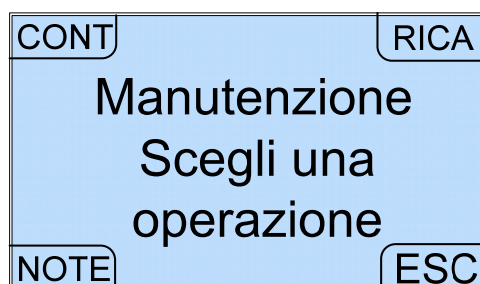 CONT RICA
Manutenzione
Scegli una
operazione
NOTE ESC